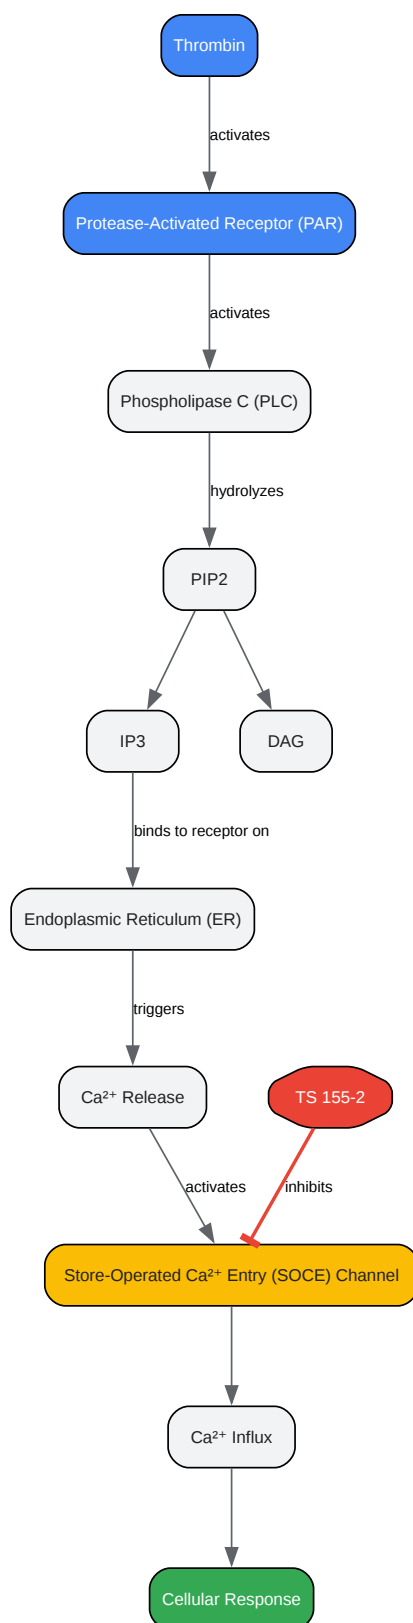 Thrombin
activates
Protease-Activated Receptor (PAR)
activates
Phospholipase C (PLC)
hydrolyzes
PIP2
IP3
DAG
binds to receptor on
Endoplasmic Reticulum (ER)
triggers
Ca²⁺ Release
TS 155-2
activates
inhibits
Store-Operated Ca²⁺ Entry (SOCE) Channel
Ca²⁺ Influx
Cellular Response